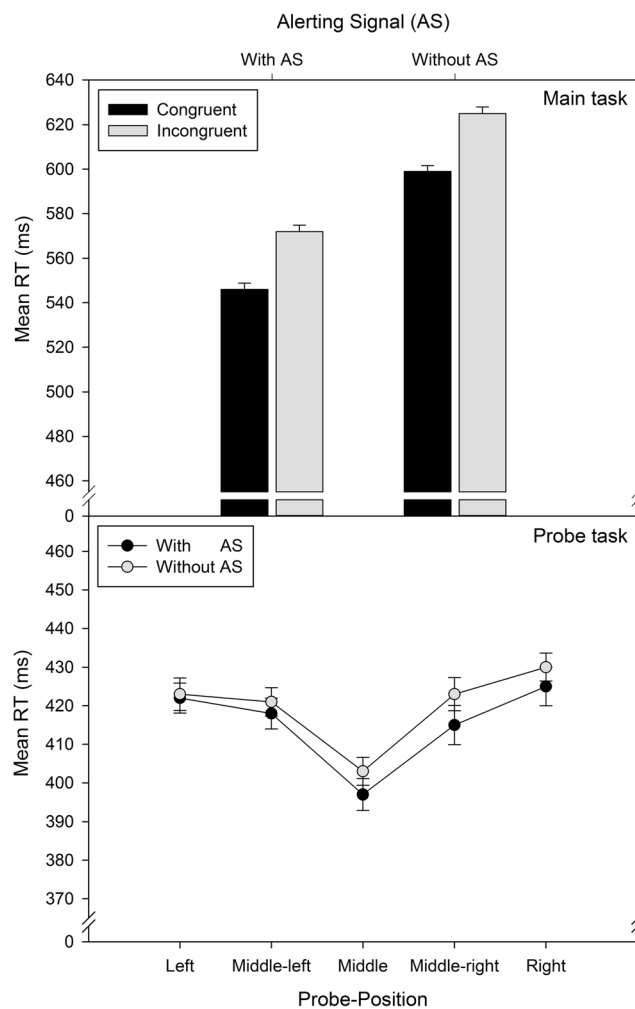 Alerting Signal (AS)
With AS Without AS
640
620
600
580
560
540
520
500
480
460
0
Mean RT (ms)
Congruent
Incongruent
Main task
460
450
440
430
420
410
400
390
380
370
0
Mean RT (ms)
With AS
Without AS
Probe task
Left Middle-left Middle Middle-right Right
Probe-Position